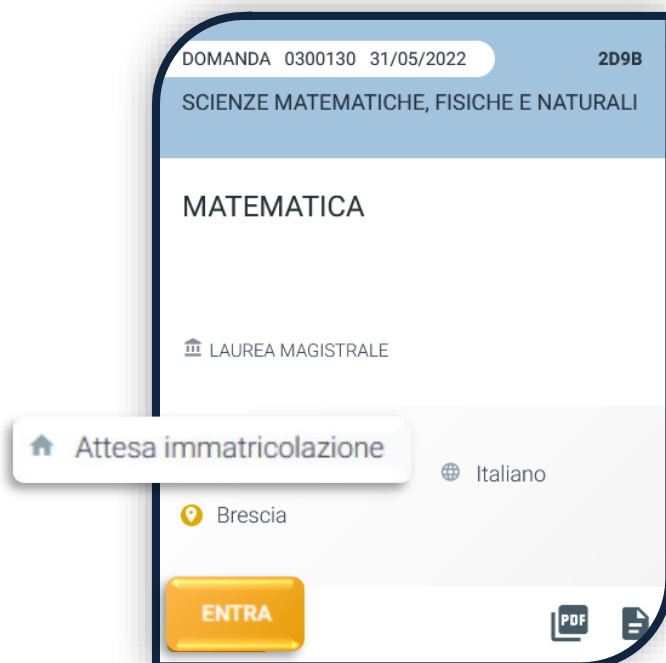 DOMANDA 0300130 31/05/2022 2D9B
SCIENZE MATEMATICHE, FISICHE E NATURALI
MATEMATICA
LAUREA MAGISTRALE
Attesa immatricolazione
Italiano
Brescia
ENTRA
PDF